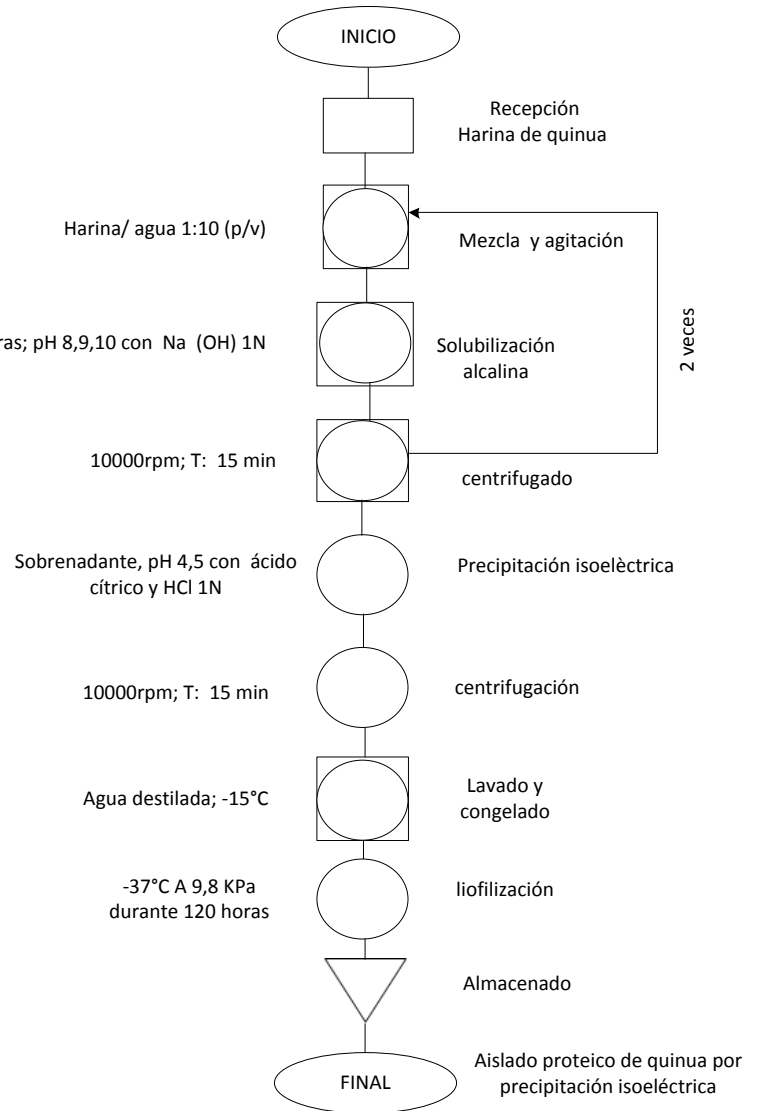 INICIO
Recepción
Harina de quinua
Harina/ agua 1:10 (p/v)
Mezcla y agitación
2 veces
pH 8,9,10 con Na (OH) 1N
Solubilización
alcalina
10000rpm; T: 15 min
centrifugado
Sobrenadante, pH 4,5 con ácido
cítrico y HCl 1N
Precipitación isoelèctrica
10000rpm; T: 15 min
centrifugación
Agua destilada; -15°C
Lavado y
congelado
-37°C A 9,8 KPa
durante 120 horas
liofilización
Almacenado
FINAL
Aislado proteico de quinua por
precipitación isoeléctrica